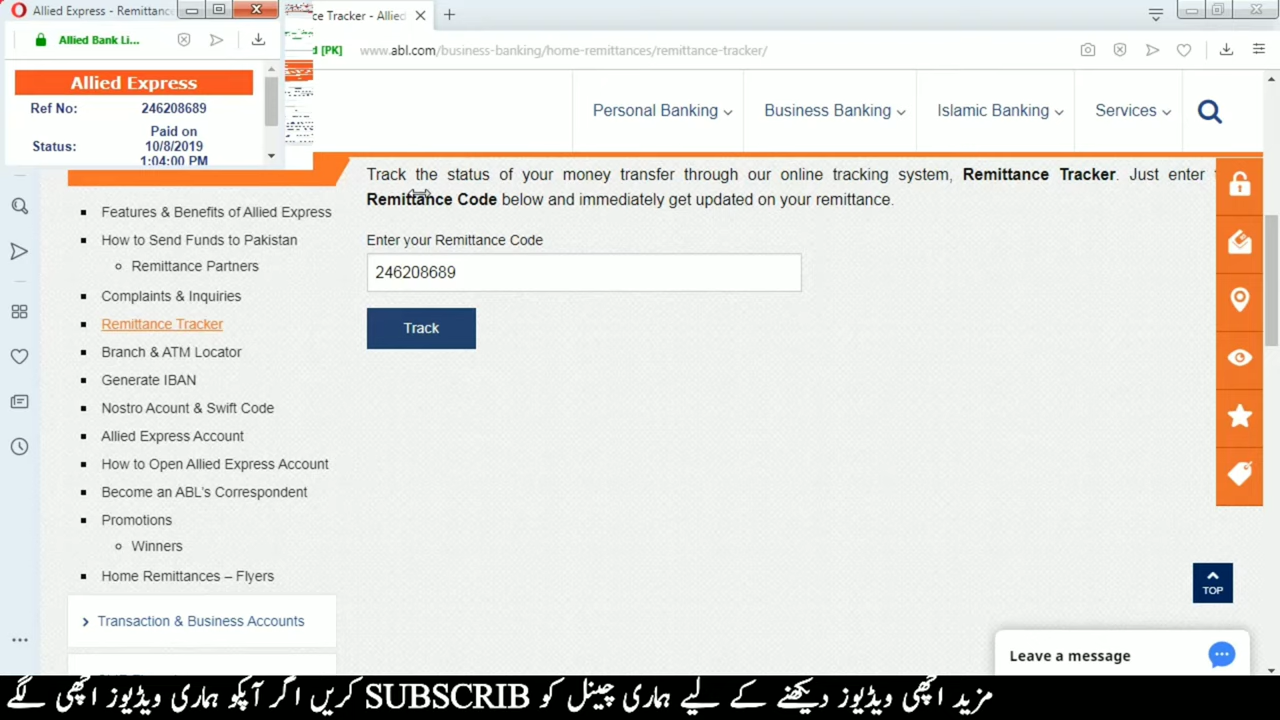 Allied Express - Remittanc
ce Tracker - Allied
Allied Bank Li...
d [PK]
www.abl.com/business-banking/home-remittances/remittance-tracker/
Allied Express
Ref No: 246208689
Status: Paid on 10/8/2019 1:04:00 PM
Personal Banking
Business Banking
Islamic Banking
Services
Track the status of your money transfer through our online tracking system, Remittance Tracker. Just enter
Remittance Code below and immediately get updated on your remittance.
Enter your Remittance Code
246208689
Track
Features & Benefits of Allied Express
How to Send Funds to Pakistan
Remittance Partners
Complaints & Inquiries
Remittance Tracker
Branch & ATM Locator
Generate IBAN
Nostro Acount & Swift Code
Allied Express Account
How to Open Allied Express Account
Become an ABL's Correspondent
Promotions
Winners
Home Remittances – Flyers
Transaction & Business Accounts
TOP
Leave a message
مزید اچھی ویڈیوز دیکھنے کے لیے ہماری چینل کو SUBSCRIB کریں اگر آپکو ہماری ویڈیوز اچھی لگے